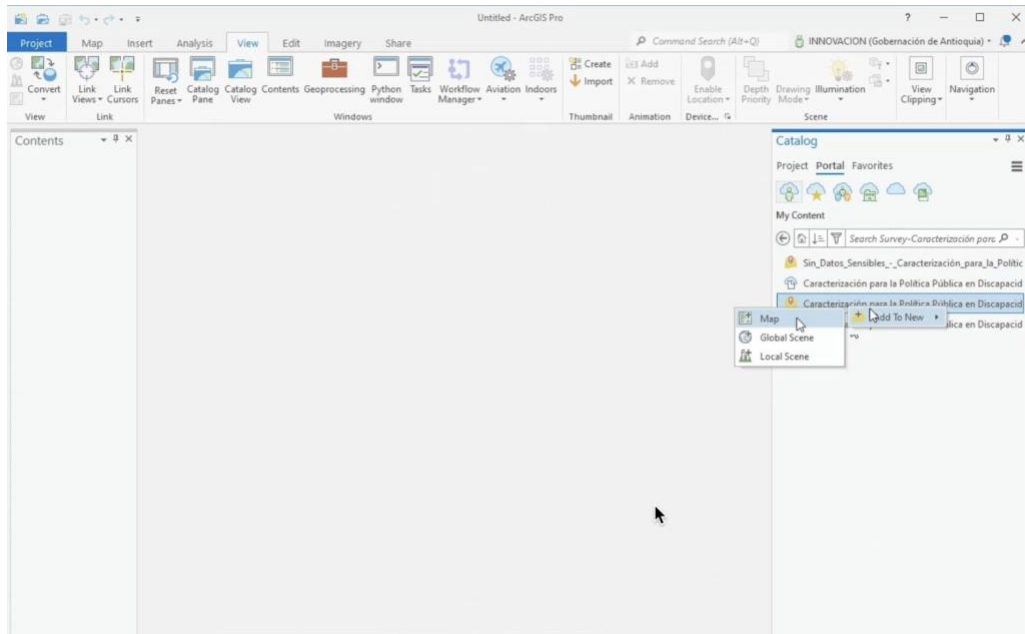 Untitled - ArcGIS Pro
?
Project Map Insert Analysis View Edit Imagery Share
Command Search (Alt+Q)
INNOVACION (Gobernación de Antioquia)
Convert
Link Views
Link Cursors
Reset Panes
Catalog Pane
Catalog View
Contents
Geoprocessing
Python window
Tasks
Workflow Manager
Aviation
Indoors
Create
Import
Add
Remove
Enable Location
Depth Priority
Drawing Mode
Illumination
View Clipping
Navigation
View Link Windows Thumbnail Animation Device... Scene
Contents
Catalog
Project Portal Favorites
My Content
Search Survey-Caracterización para
Sin_Datos_Sensibles_-_Caracterización_para_la_Polític
Caracterización para la Política Pública en Discapacid
Caracterización para la Política Pública en Discapacid
Map
Add To New
lica en Discapacid
Global Scene
Local Scene